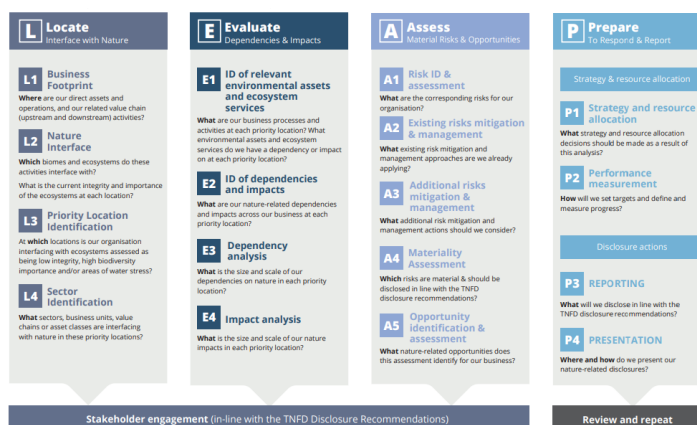 L Locate
Interface with Nature
L1 Business
Footprint
Where are our direct assets and
operations, and our related value chain
(upstream and downstream) activities?
L2 Nature
Interface
Which biomes and ecosystems do these
activities interface with?
What is the current integrity and importance
of the ecosystems at each location?
L3 Priority Location
Identification
At which locations is our organisation
interfacing with ecosystems assessed as
being low integrity, high biodiversity
importance and/or areas of water stress?
L4 Sector
Identification
What sectors, business units, value
chains or asset classes are interfacing
with nature in these priority locations?
E Evaluate
Dependencies & Impacts
E1 ID of relevant
environmental assets
and ecosystem
services
What are our business processes and
activities at each priority location? What
environmental assets and ecosystem
services do we have a dependency or impact
on at each priority location?
E2 ID of dependencies
and impacts
What are our nature-related dependencies
and impacts across our business at each
priority location?
E3 Dependency
analysis
What is the size and scale of our
dependencies on nature in each priority
location?
E4 Impact analysis
What is the size and scale of our nature
impacts in each priority location?
A Assess
Material Risks & Opportunities
A1 Risk ID &
assessment
What are the corresponding risks for our
organisation?
A2 Existing risks mitigation
& management
What existing risk mitigation and
management approaches are we already
applying?
A3 Additional risks
mitigation &
management
What additional risk mitigation and
management actions should we consider?
A4 Materiality
Assessment
Which risks are material & should be
disclosed in line with the TNFD
disclosure recommendations?
A5 Opportunity
identification &
assessment
What nature-related opportunities does
this assessment identify for our business?
P Prepare
To Respond & Report
Strategy & resource allocation
P1 Strategy and resource
allocation
What strategy and resource allocation
decisions should be made as a result of
this analysis?
P2 Performance
measurement
How will we set targets and define and
measure progress?
Disclosure actions
P3 REPORTING
What will we disclose in line with the
TNFD disclosure recommendations?
P4 PRESENTATION
Where and how do we present our
nature-related disclosures?
Stakeholder engagement (in-line with the TNFD Disclosure Recommendations)
Review and repeat